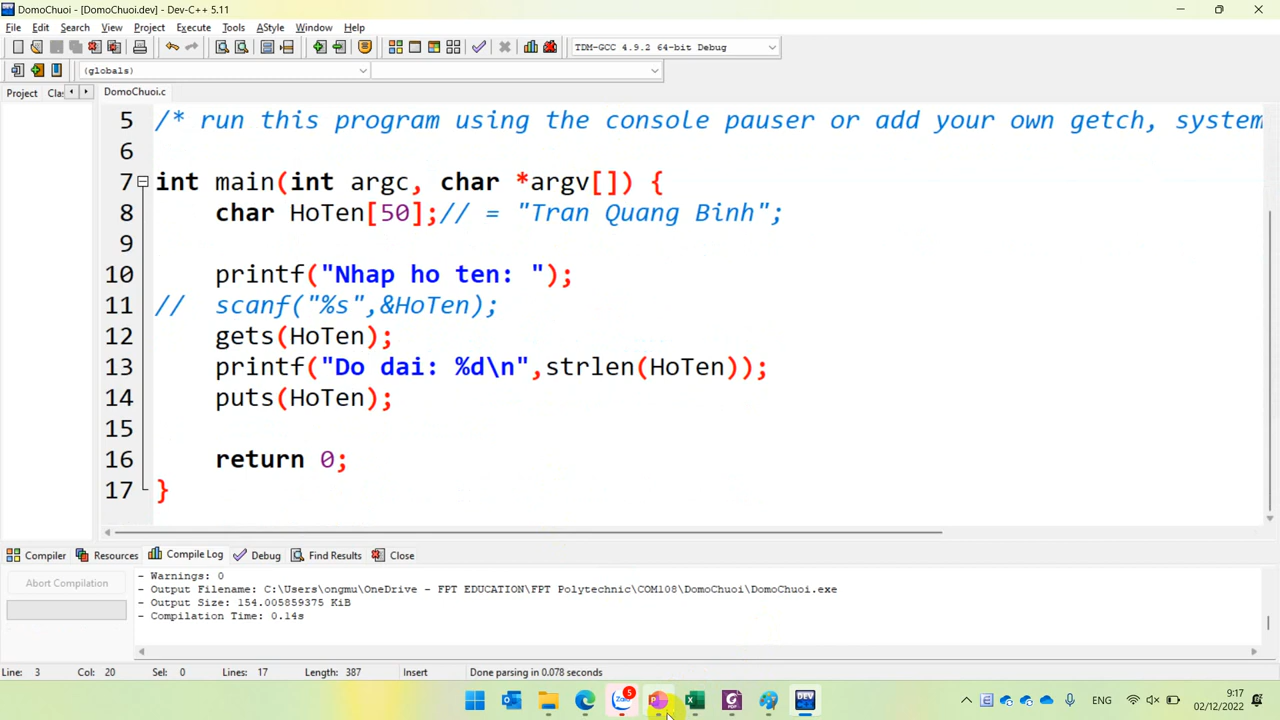 DomoChuoi - [DomoChuoi.dev] - Dev-C++ 5.11
File Edit Search View Project Execute Tools AStyle Window Help
TDM-GCC 4.9.2 64-bit Debug
(globals)
Project Clas
DomoChuoi.c
5 /* run this program using the console pauser or add your own getch, system
6
7 int main(int argc, char *argv[]) {
8 char HoTen[50];// = "Tran Quang Binh";
9
10 printf("Nhap ho ten: ");
11 // scanf("%s",&HoTen);
12 gets(HoTen);
13 printf("Do dai: %d\n",strlen(HoTen));
14 puts(HoTen);
15
16 return 0;
17 }
Compiler Resources Compile Log Debug Find Results Close
Abort Compilation
- Warnings: 0
- Output Filename: C:\Users\ongmu\OneDrive - FPT EDUCATION\FPT Polytechnic\COM108\DomoChuoi\DomoChuoi.exe
- Output Size: 154.005859375 KiB
- Compilation Time: 0.14s
Line: 3 Col: 20 Sel: 0 Lines: 17 Length: 387 Insert Done parsing in 0.078 seconds
Zalo 5 DEV ENG 9:17
02/12/2022